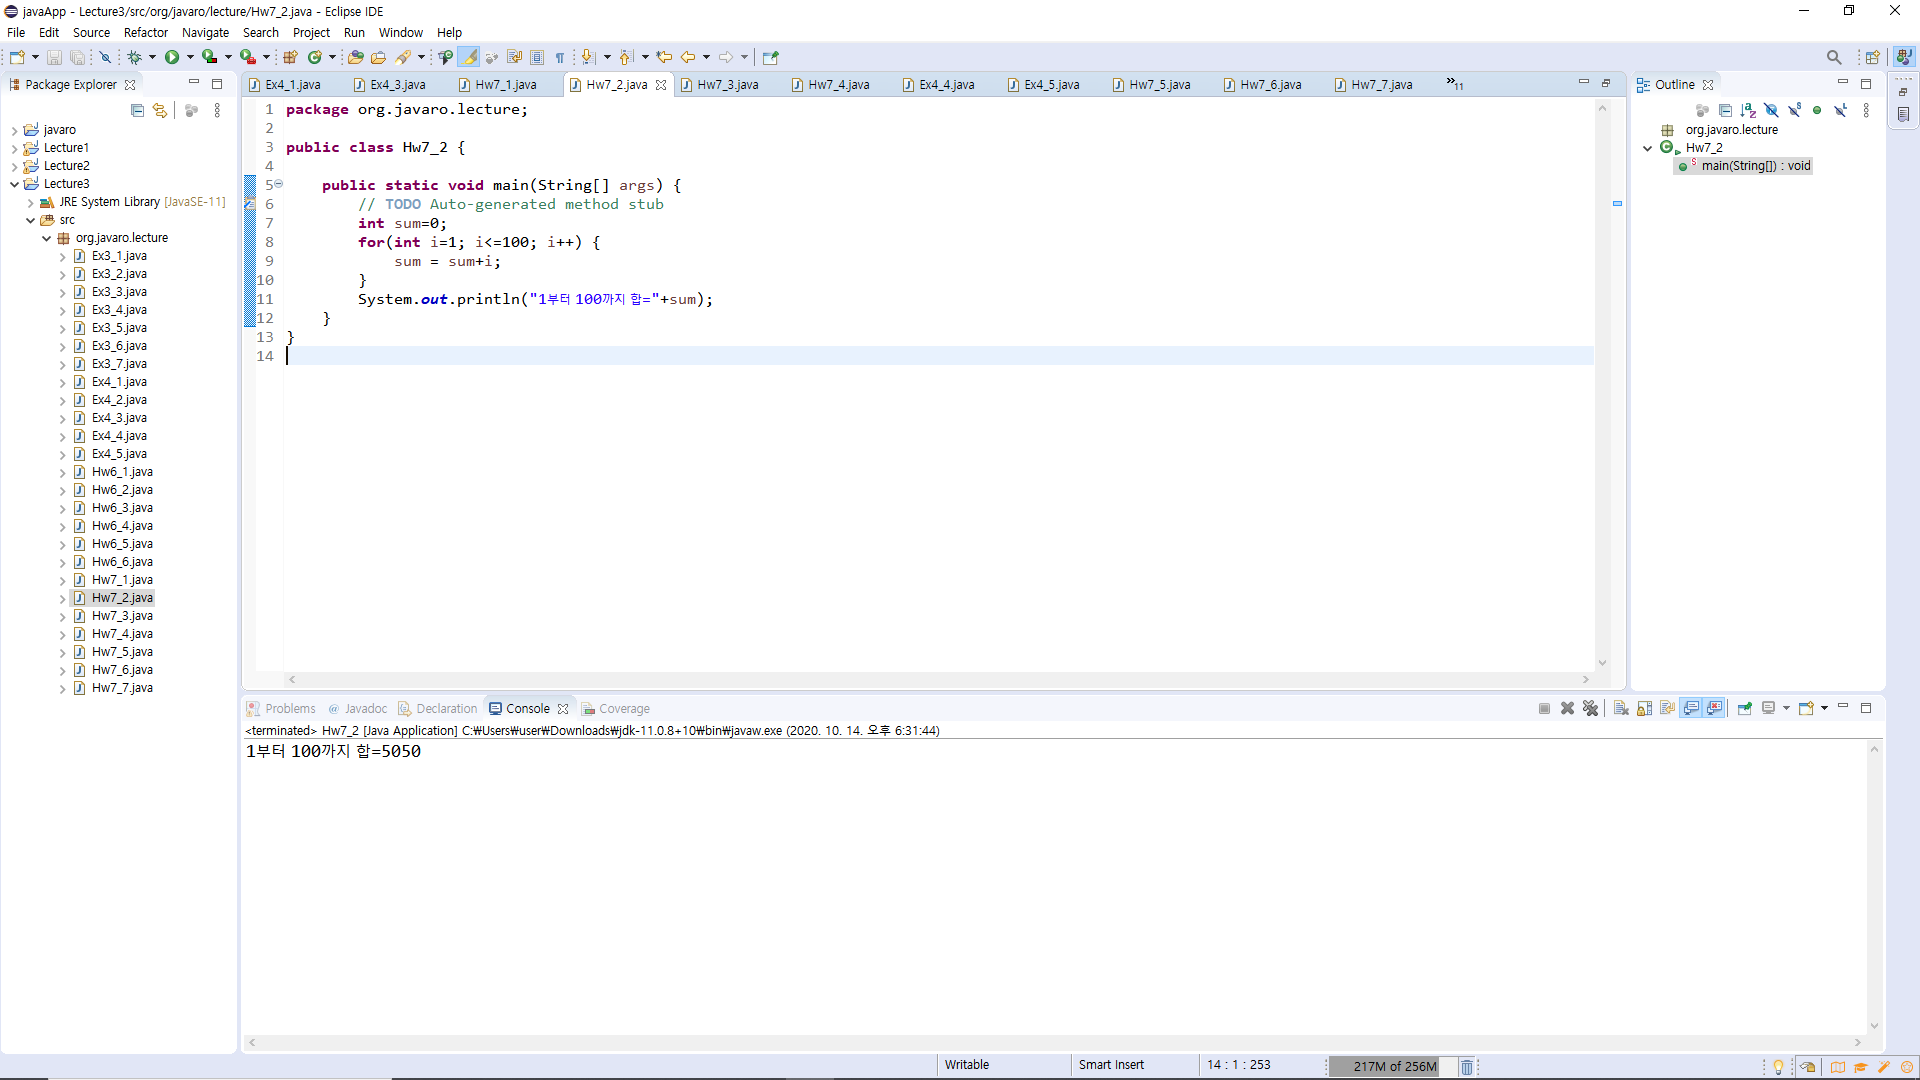 javaApp - Lecture3/src/org/javaro/lecture/Hw7_2.java - Eclipse IDE
File Edit Source Refactor Navigate Search Project Run Window Help
Package Explorer
javaro
Lecture1
Lecture2
Lecture3
JRE System Library [JavaSE-11]
src
org.javaro.lecture
Ex3_1.java
Ex3_2.java
Ex3_3.java
Ex3_4.java
Ex3_5.java
Ex3_6.java
Ex3_7.java
Ex4_1.java
Ex4_2.java
Ex4_3.java
Ex4_4.java
Ex4_5.java
Hw6_1.java
Hw6_2.java
Hw6_3.java
Hw6_4.java
Hw6_5.java
Hw6_6.java
Hw7_1.java
Hw7_2.java
Hw7_3.java
Hw7_4.java
Hw7_5.java
Hw7_6.java
Hw7_7.java
Ex4_1.java Ex4_3.java Hw7_1.java Hw7_2.java Hw7_3.java Hw7_4.java Ex4_4.java Ex4_5.java Hw7_5.java Hw7_6.java Hw7_7.java »11
1 package org.javaro.lecture;
2
3 public class Hw7_2 {
4
5 public static void main(String[] args) {
6 // TODO Auto-generated method stub
7 int sum=0;
8 for(int i=1; i<=100; i++) {
9 sum = sum+i;
10 }
11 System.out.println("1부터 100까지 합="+sum);
12 }
13 }
14
Outline
org.javaro.lecture
Hw7_2
main(String[]) : void
Problems @ Javadoc Declaration Console Coverage
<terminated> Hw7_2 [Java Application] C:₩Users₩user₩Downloads₩jdk-11.0.8+10₩bin₩javaw.exe (2020. 10. 14. 오후 6:31:44)
1부터 100까지 합=5050
Writable Smart Insert 14 : 1 : 253 217M of 256M